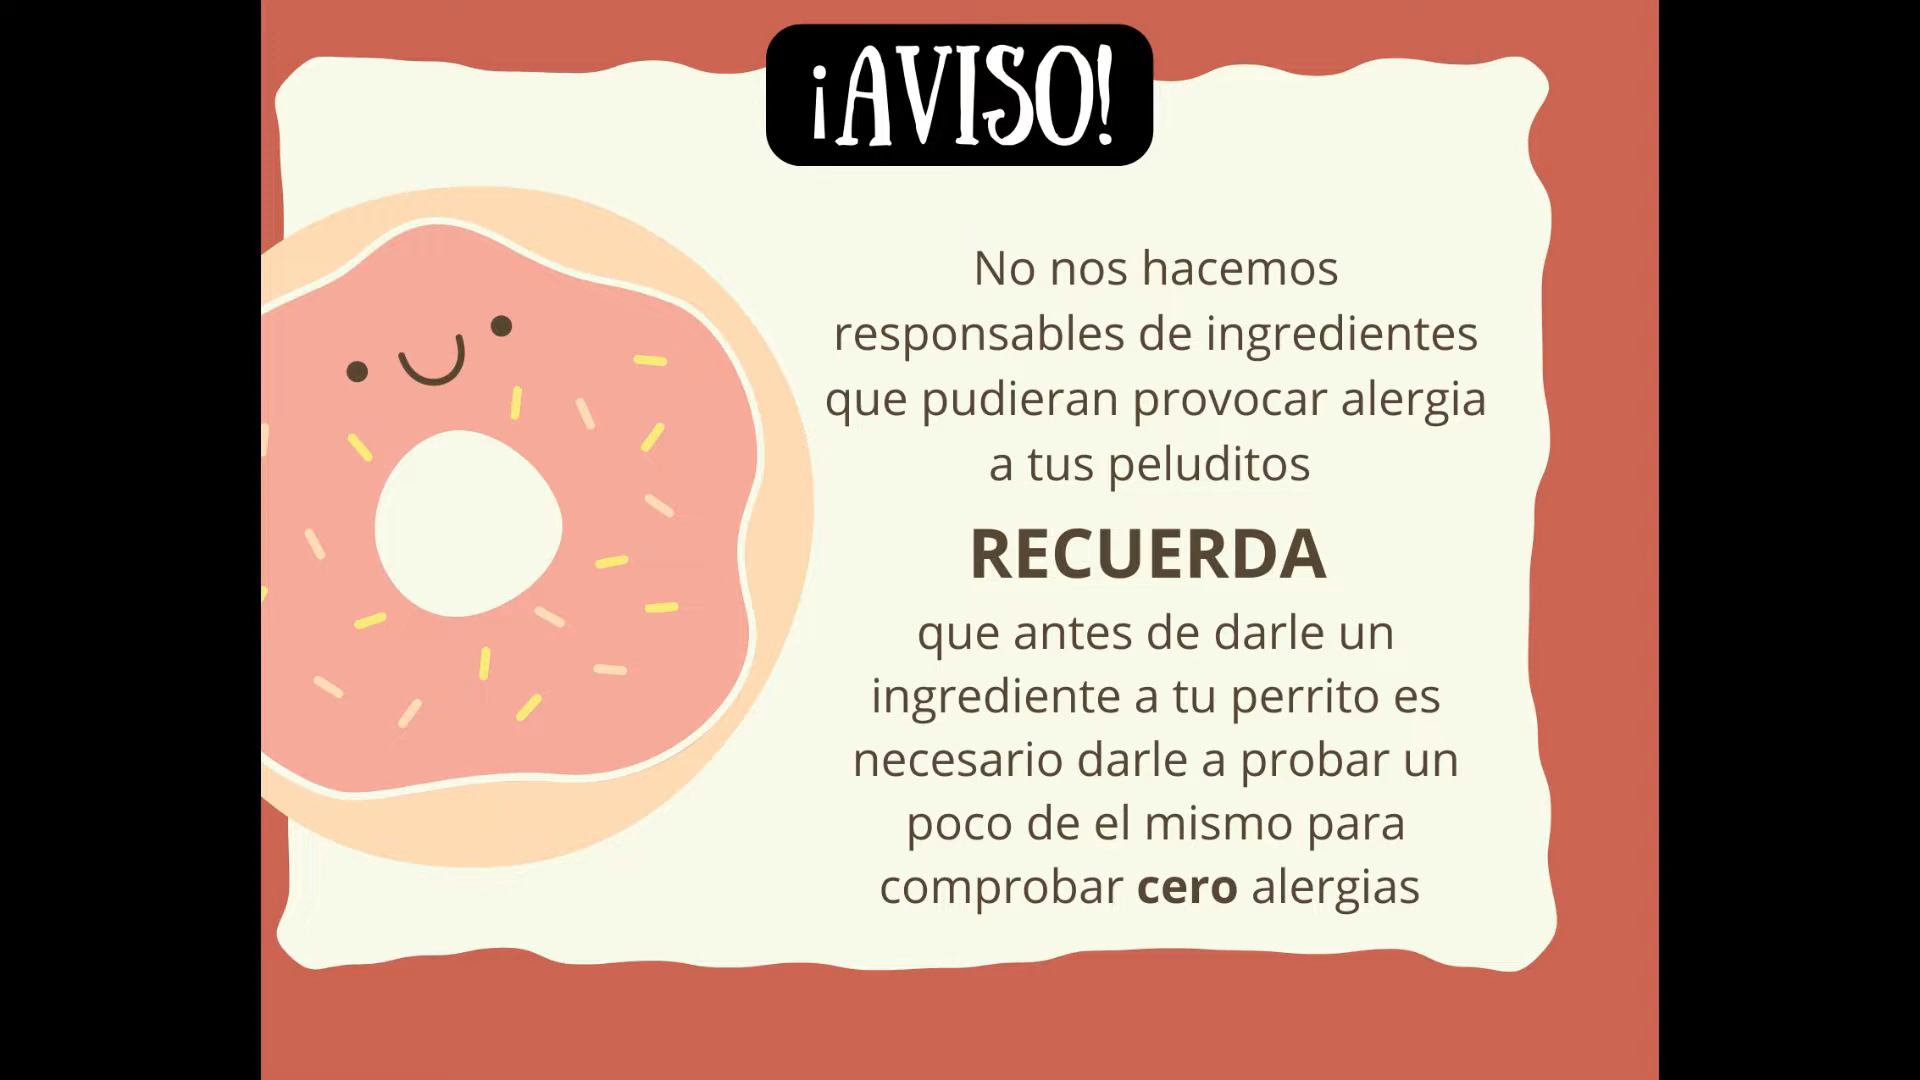 ¡AVISO!
No nos hacemos
responsables de ingredientes
que pudieran provocar alergia
a tus peluditos
RECUERDA
que antes de darle un
ingrediente a tu perrito es
necesario darle a probar un
poco de el mismo para
comprobar cero alergias